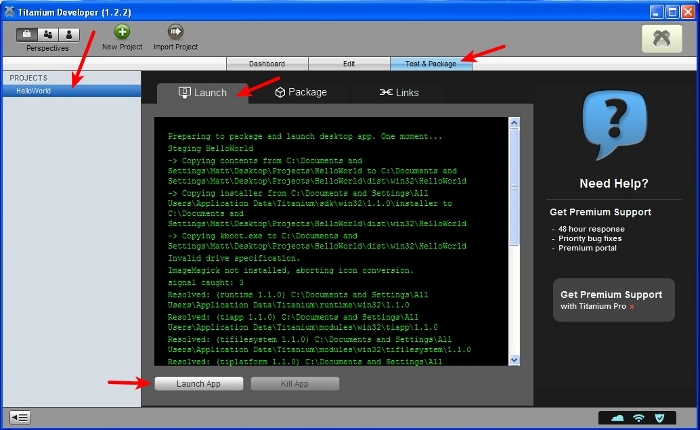 Titanium Developer (1.2.2)
Perspectives
New Project
Import Project
Dashboard
Edit
Test & Package
PROJECTS
HelloWorld
Launch
Package
Links
Preparing to package and launch desktop app. One moment...
Staging HelloWorld
-> Copying contents from C:\Documents and
Settings\Matt\Desktop\Projects\HelloWorld to C:\Documents and
Settings\Matt\Desktop\Projects\HelloWorld\dist\win32\HelloWorld
-> Copying installer from C:\Documents and Settings\All
Users\Application Data\Titanium\sdk\win32\1.1.0\installer to
C:\Documents and
Settings\Matt\Desktop\Projects\HelloWorld\dist\win32\HelloWorld
-> Copying kboot.exe to C:\Documents and
Settings\Matt\Desktop\Projects\HelloWorld\dist\win32\HelloWorld
Invalid drive specification.
ImageMagick not installed, aborting icon conversion.
signal caught: 3
Resolved: (runtime 1.1.0) C:\Documents and Settings\All
Users\Application Data\Titanium\runtime\win32\1.1.0
Resolved: (tiapp 1.1.0) C:\Documents and Settings\All
Users\Application Data\Titanium\modules\win32\tiapp\1.1.0
Resolved: (tifilesystem 1.1.0) C:\Documents and Settings\All
Users\Application Data\Titanium\modules\win32\tifilesystem\1.1.0
Resolved: (tiplatform 1.1.0) C:\Documents and Settings\All
Launch App
Kill App
Need Help?
Get Premium Support
- 48 hour response
- Priority bug fixes
- Premium portal
Get Premium Support
with Titanium Pro »